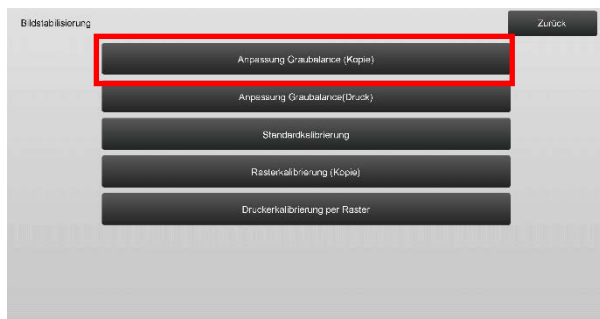 Bildstabilisierung
Zurück
Anpassung Graubalance (Kopie)
Anpassung Graubalance(Druck)
Standardkalibrierung
Rasterkalibrierung (Kopie)
Druckerkalibrierung per Raster